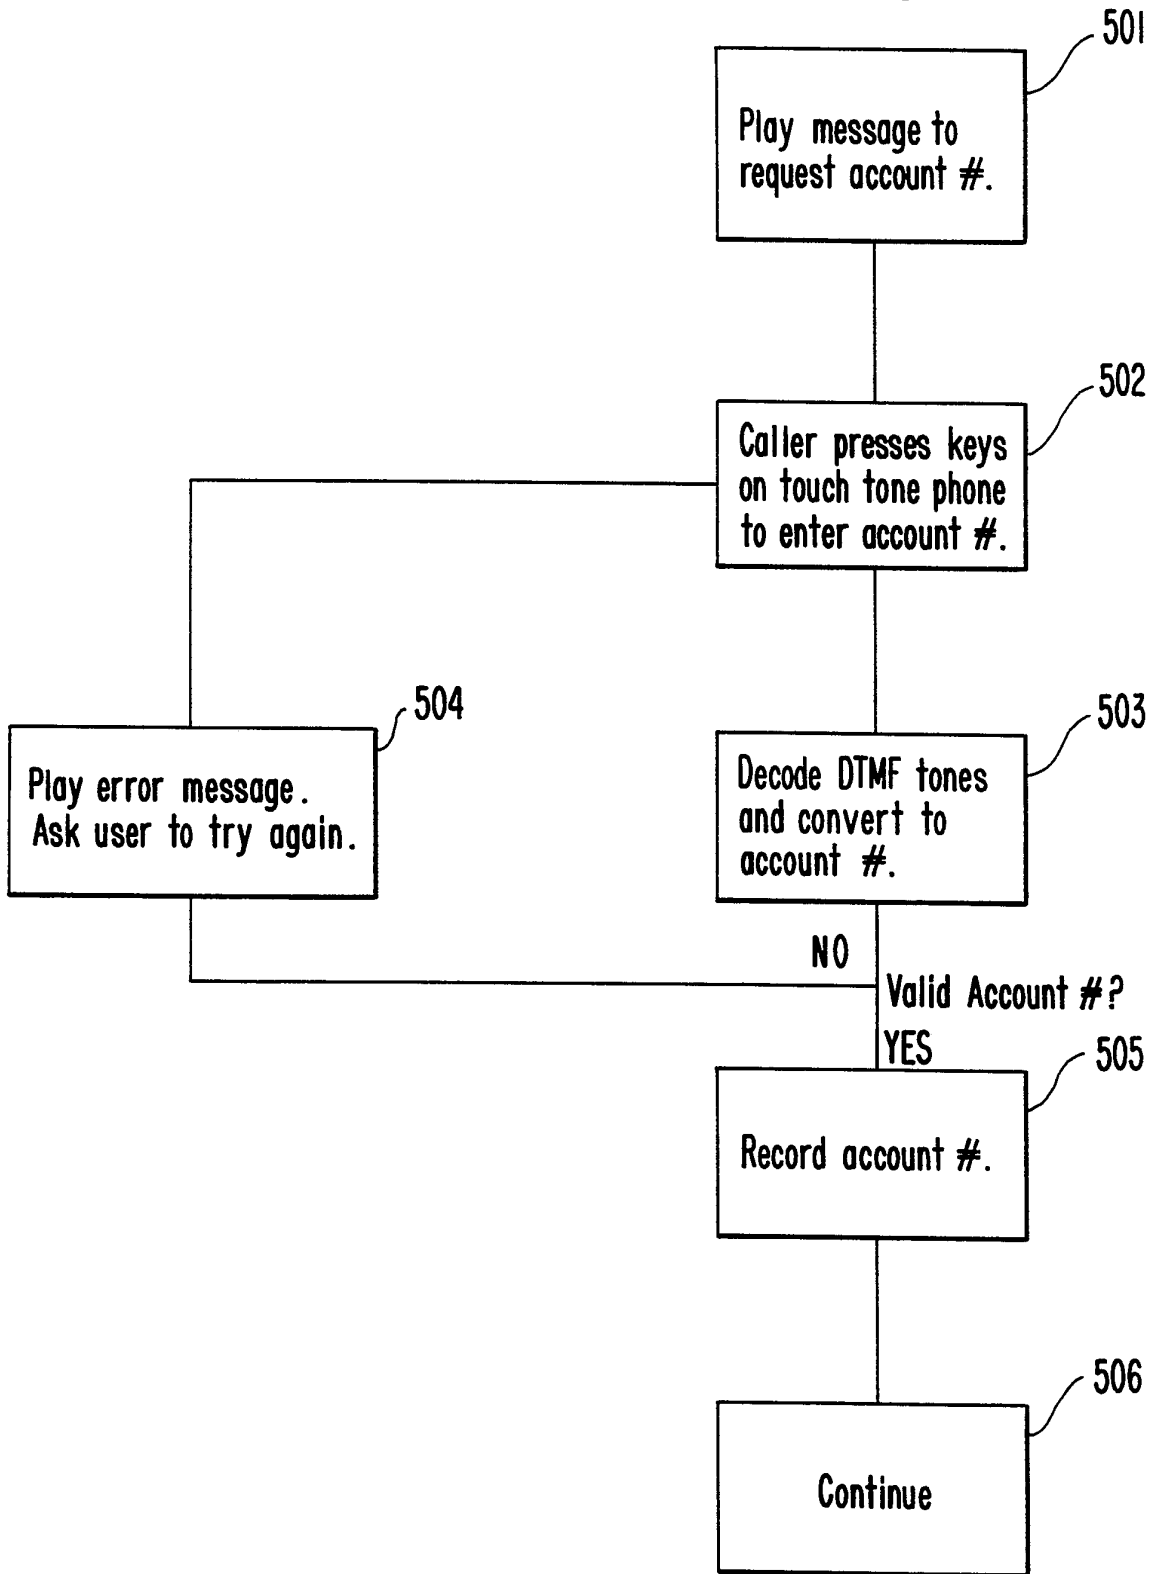 501
Play message to
request account #.
502
Caller presses keys
on touch tone phone
to enter account #.
504
Play error message.
Ask user to try again.
503
Decode DTMF tones
and convert to
account #.
NO
Valid Account #?
YES
505
Record account #.
506
Continue